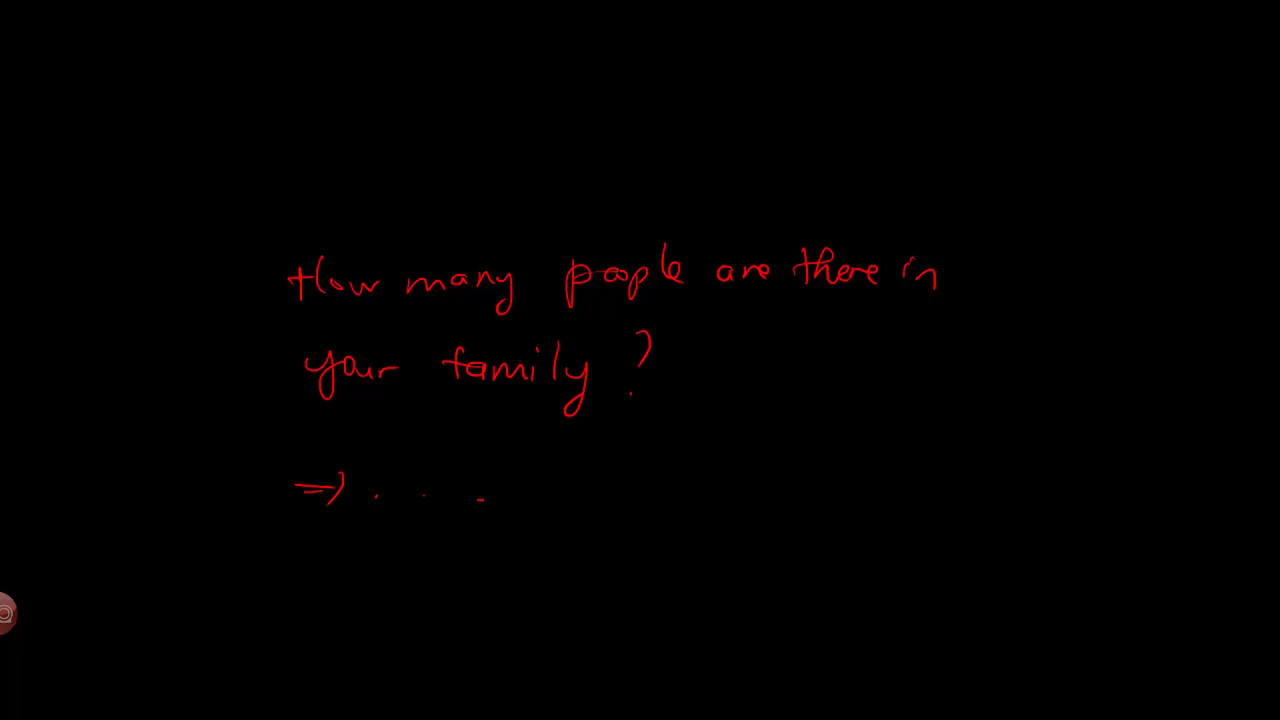 How many people are there in
your family ?
⇒ . . .